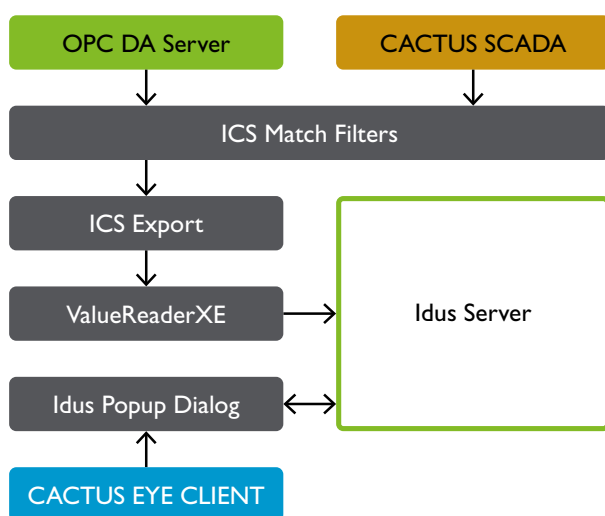 OPC DA Server
CACTUS SCADA
ICS Match Filters
ICS Export
ValueReaderXE
Idus Server
Idus Popup Dialog
CACTUS EYE CLIENT